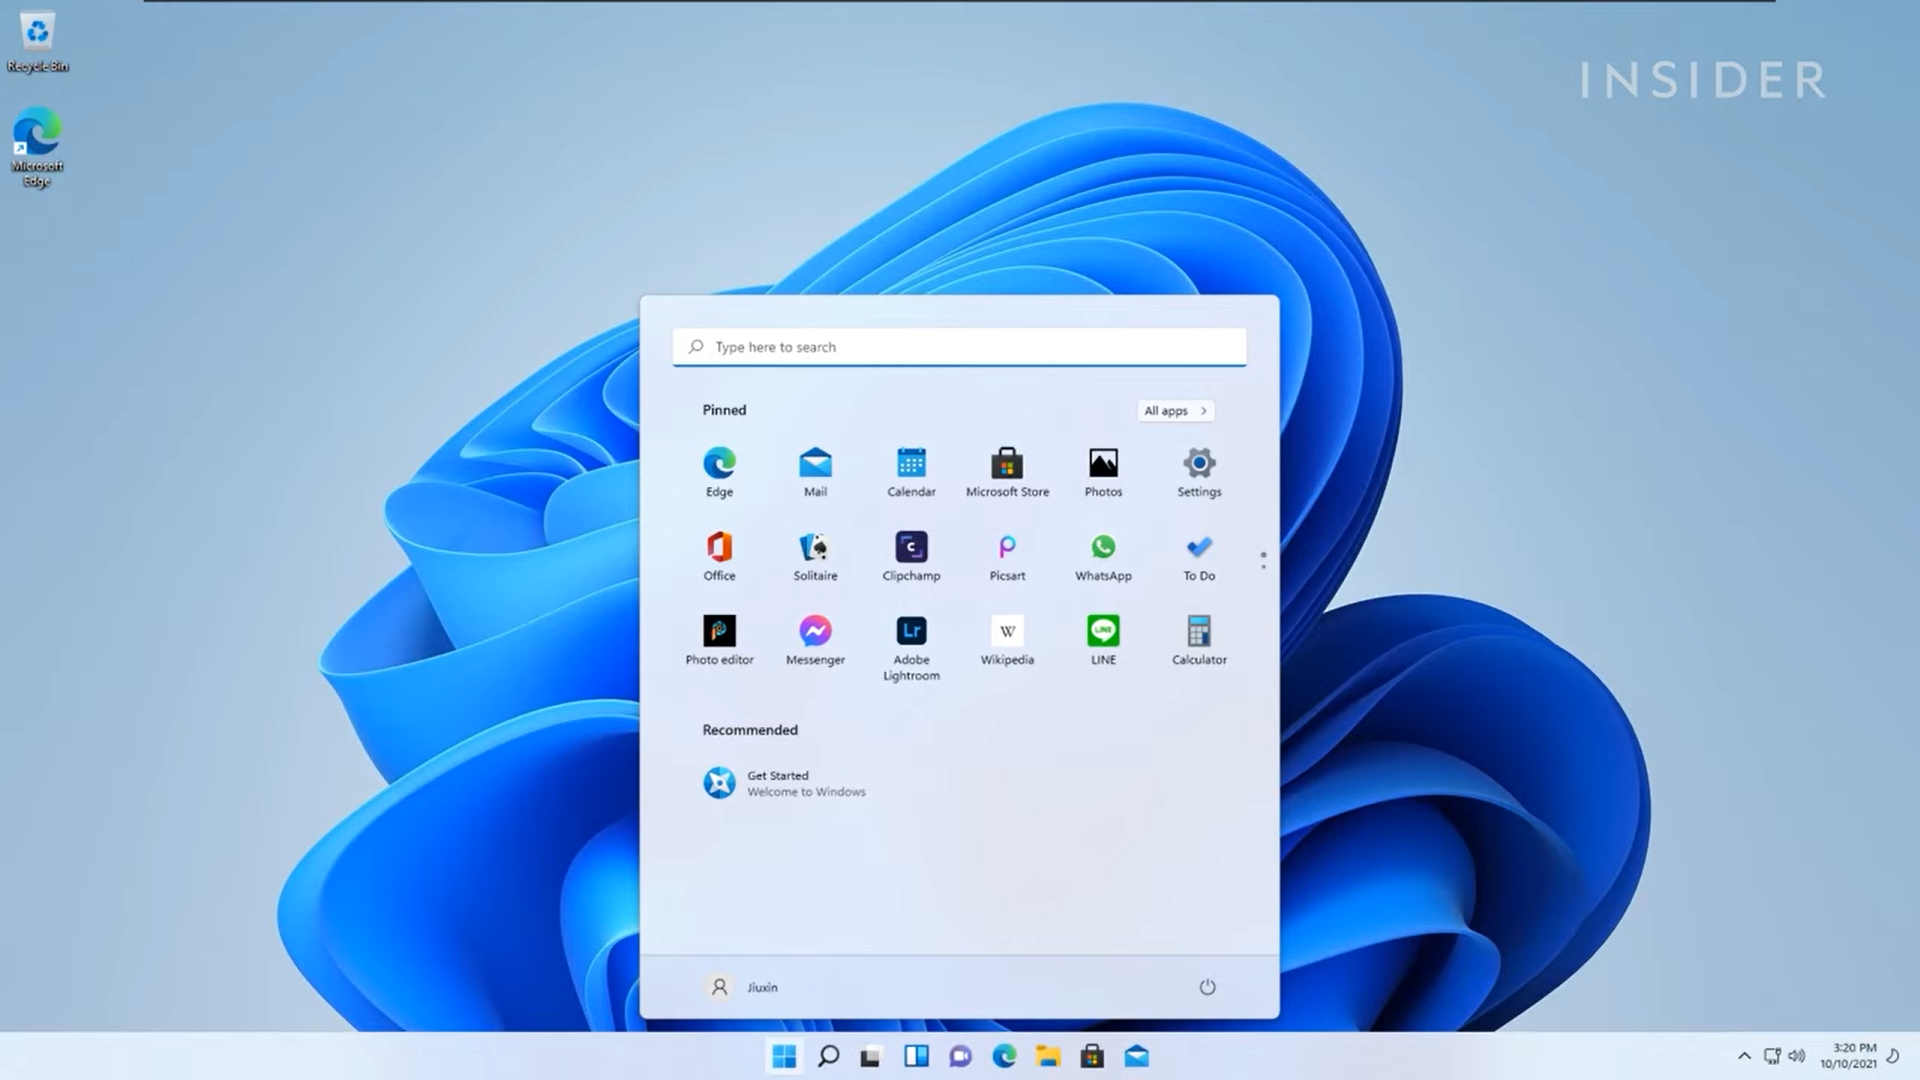 Recycle Bin
Microsoft
Edge
INSIDER
Type here to search
Pinned
All apps
Edge
Mail
Calendar
Microsoft Store
Photos
Settings
Office
Solitaire
Clipchamp
Picsart
WhatsApp
To Do
Photo editor
Messenger
Lr
Adobe
Lightroom
W
Wikipedia
LINE
LINE
Calculator
Recommended
Get Started
Welcome to Windows
Jiuxin
3:20 PM
10/10/2021